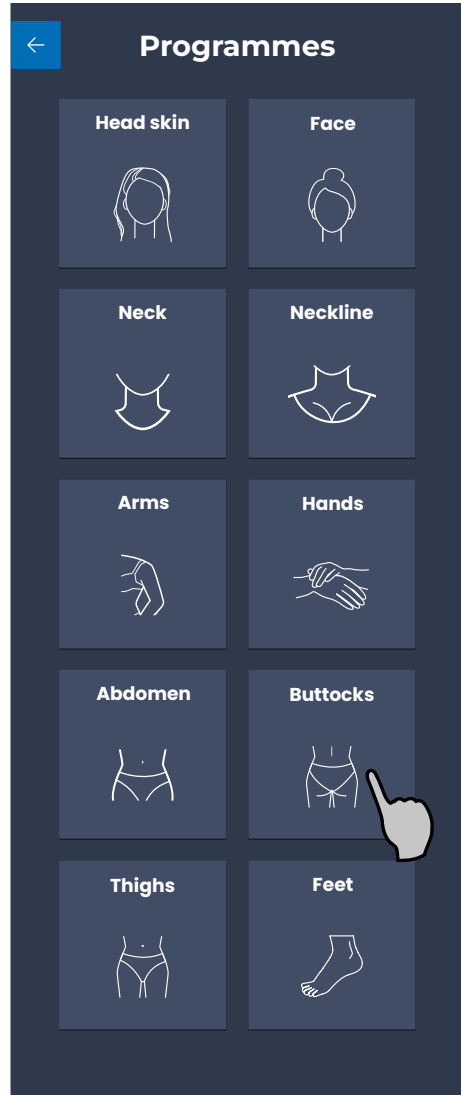 Programmes
Head skin
Face
Neck
Neckline
Arms
Hands
Abdomen
Buttocks
Thighs
Feet